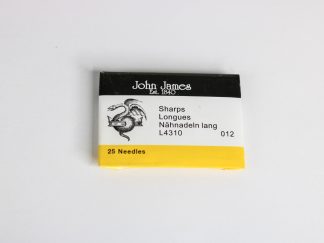 John James
Est. 1840
Sharps
Longues
Nähnadeln lang
L4310 012
25 Needles